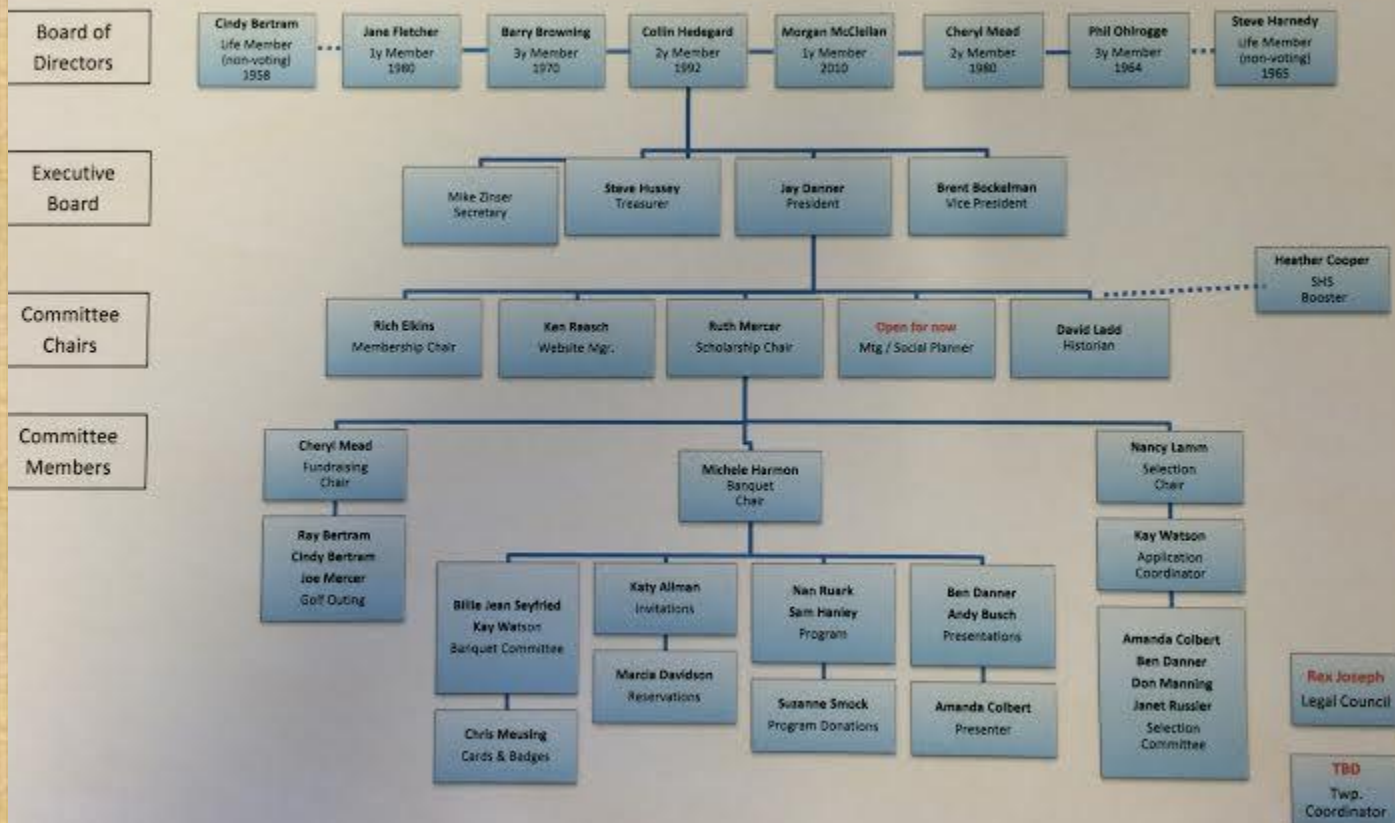 Board of
Directors
Cindy Bertram
Life Member
(non-voting)
1958
Jane Fletcher
1y Member
1980
Barry Browning
3y Member
1970
Collin Hedegard
2y Member
1992
Morgan McClellan
1y Member
2010
Cheryl Mead
2y Member
1980
Phil Ohlrogge
3y Member
1964
Steve Harnedy
Life Member
(non-voting)
1965
Executive
Board
Mike Zinser
Secretary
Steve Hussey
Treasurer
Jay Danner
President
Brent Bockelman
Vice President
Heather Cooper
SHS
Booster
Committee
Chairs
Rich Elkins
Membership Chair
Ken Raasch
Website Mgr.
Ruth Mercer
Scholarship Chair
Open for now
Mtg / Social Planner
David Ladd
Historian
Committee
Members
Cheryl Mead
Fundraising
Chair
Michele Harmon
Banquet
Chair
Nancy Lamm
Selection
Chair
Ray Bertram
Cindy Bertram
Joe Mercer
Golf Outing
Kay Watson
Application
Coordinator
Billie Jean Seyfried
Kay Watson
Banquet Committee
Katy Allman
Invitations
Nan Ruark
Sam Hanley
Program
Ben Danner
Andy Busch
Presentations
Amanda Colbert
Ben Danner
Don Manning
Janet Russler
Selection
Committee
Marcia Davidson
Reservations
Suzanne Smock
Program Donations
Amanda Colbert
Presenter
Chris Meusing
Cards & Badges
Rex Joseph
Legal Council
TBD
Twp.
Coordinator